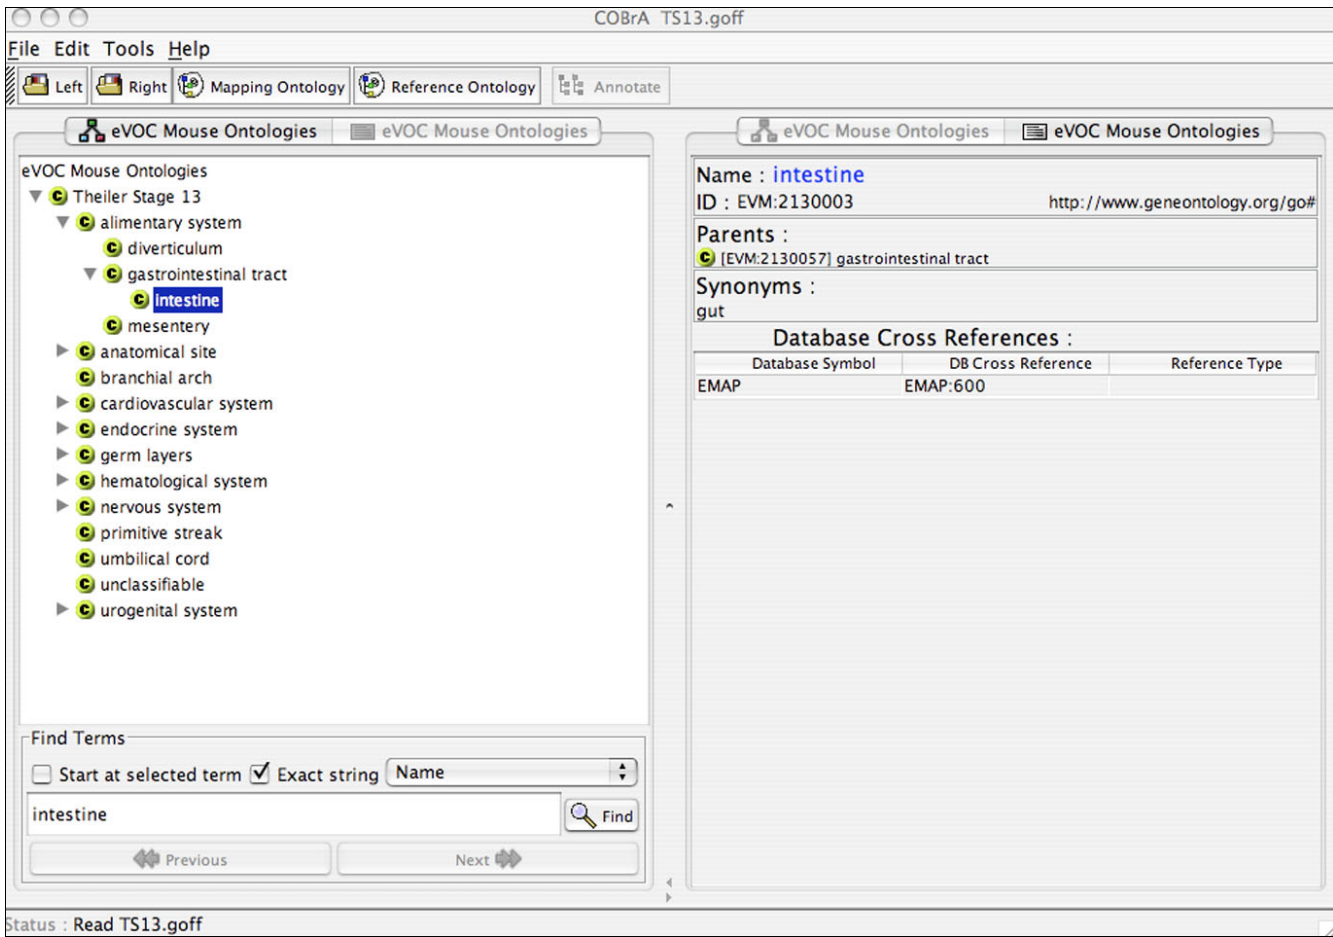 COBrA TS13.goff
File Edit Tools Help
Left Right Mapping Ontology Reference Ontology Annotate
eVOC Mouse Ontologies eVOC Mouse Ontologies
eVOC Mouse Ontologies
Theiler Stage 13
alimentary system
diverticulum
gastrointestinal tract
intestine
mesentery
anatomical site
branchial arch
cardiovascular system
endocrine system
germ layers
hematological system
nervous system
primitive streak
umbilical cord
unclassifiable
urogenital system
Find Terms
Start at selected term Exact string Name
intestine Find
Previous Next
eVOC Mouse Ontologies eVOC Mouse Ontologies
Name : intestine
ID : EVM:2130003 http://www.geneontology.org/go#
Parents :
[EVM:2130057] gastrointestinal tract
Synonyms :
gut
Database Cross References :
Database Symbol DB Cross Reference Reference Type
EMAP EMAP:600
Status : Read TS13.goff